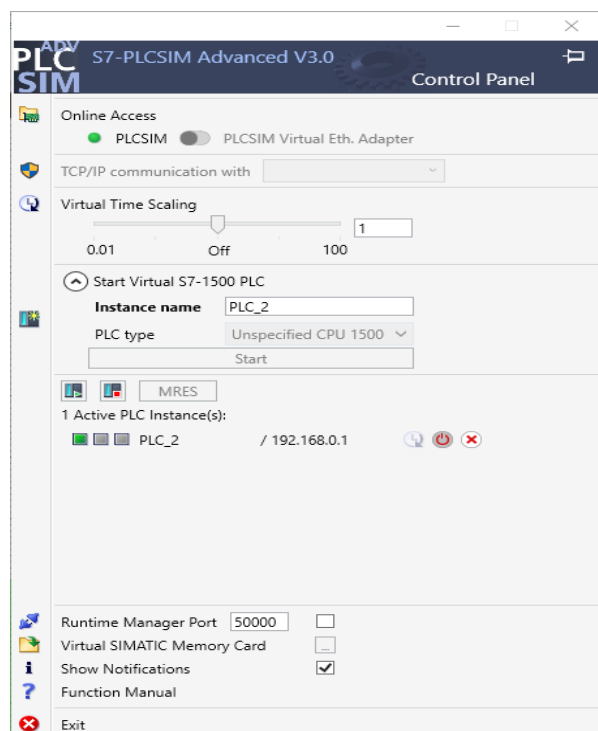 PLC SIM ADV
S7-PLCSIM Advanced V3.0
Control Panel
Online Access
PLCSIM PLCSIM Virtual Eth. Adapter
TCP/IP communication with
Virtual Time Scaling
1
0.01 Off 100
Start Virtual S7-1500 PLC
Instance name PLC_2
PLC type Unspecified CPU 1500
Start
MRES
1 Active PLC Instance(s):
PLC_2 / 192.168.0.1
Runtime Manager Port 50000
Virtual SIMATIC Memory Card ...
Show Notifications
Function Manual
Exit